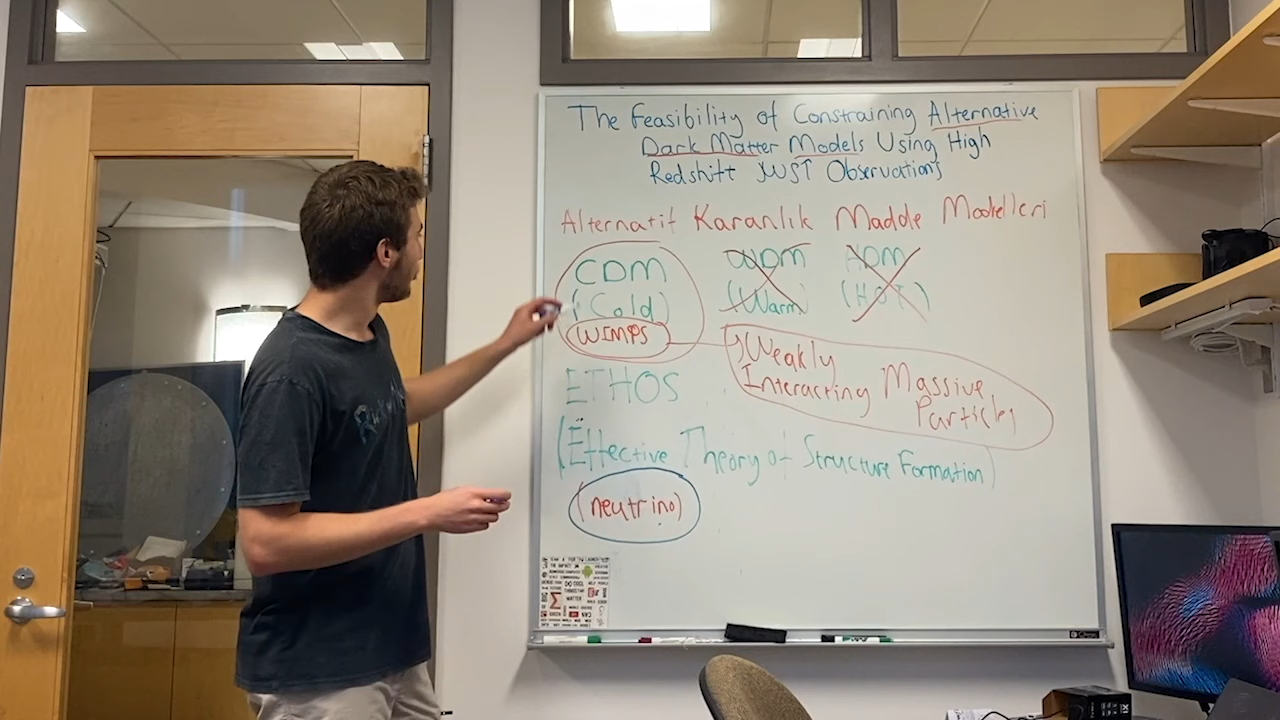 The Feasibility of Constraining Alternative
Dark Matter Models Using High
Redshift JWST Observations
Alternatif Karanlık Madde Modelleri
CDM WDM HDM
(Cold) (Warm) (HOT)
WIMPS
Weakly
Interacting Massive
Particles
ETHOS
(Effective Theory of Structure Formation)
(neutrino)